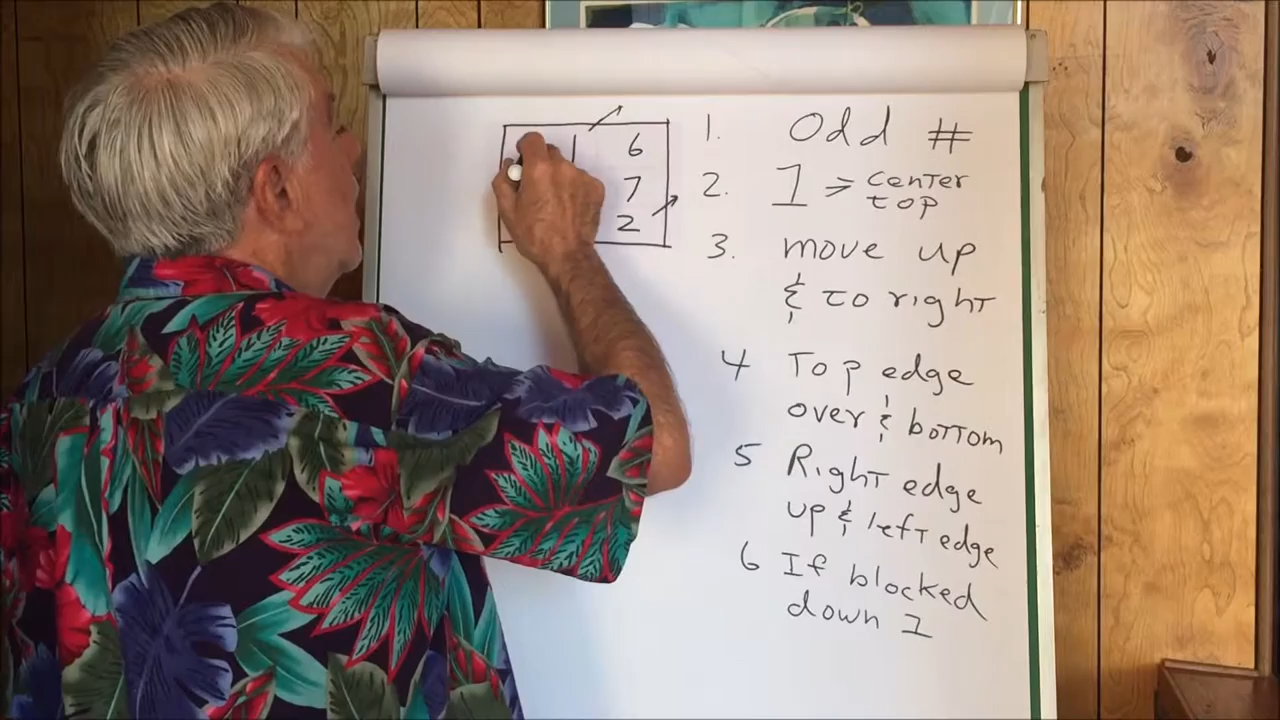 1 6
7
2
1. Odd #
2. 1 ⇒ center
top
3. move up
& to right
4 Top edge
over & bottom
5 Right edge
up & left edge
6 If blocked
down 1